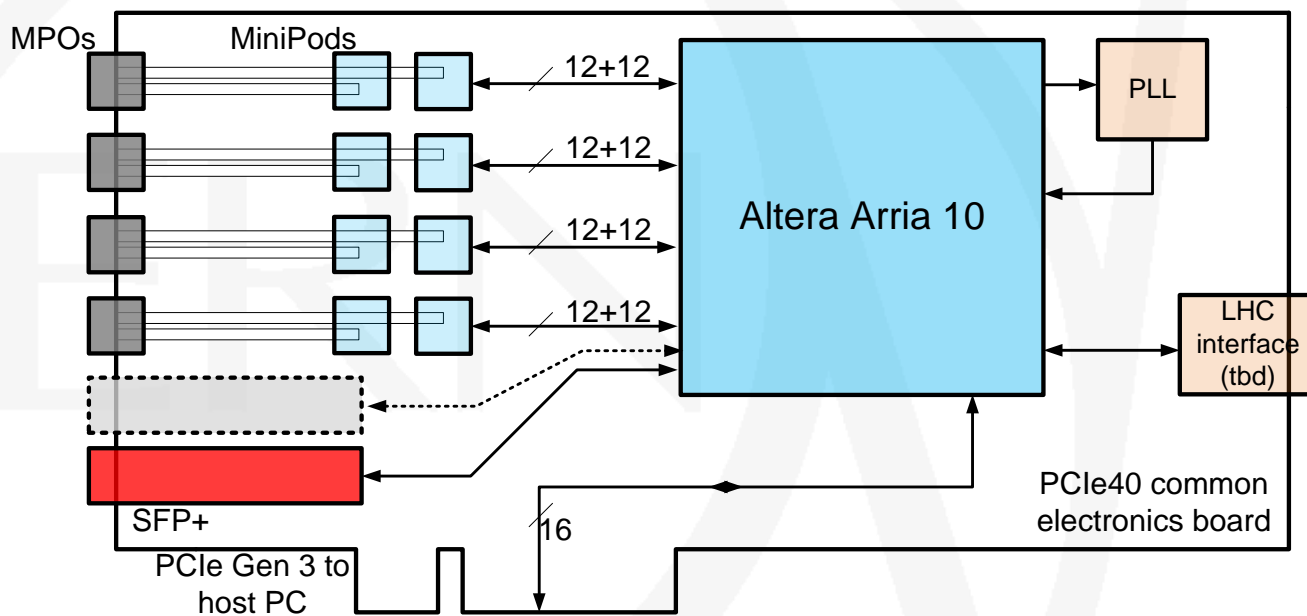 MPOs
MiniPods
12+12
PLL
12+12
Altera Arria 10
12+12
12+12
LHC
interface
(tbd)
SFP+
16
PCIe40 common
electronics board
PCIe Gen 3 to
host PC